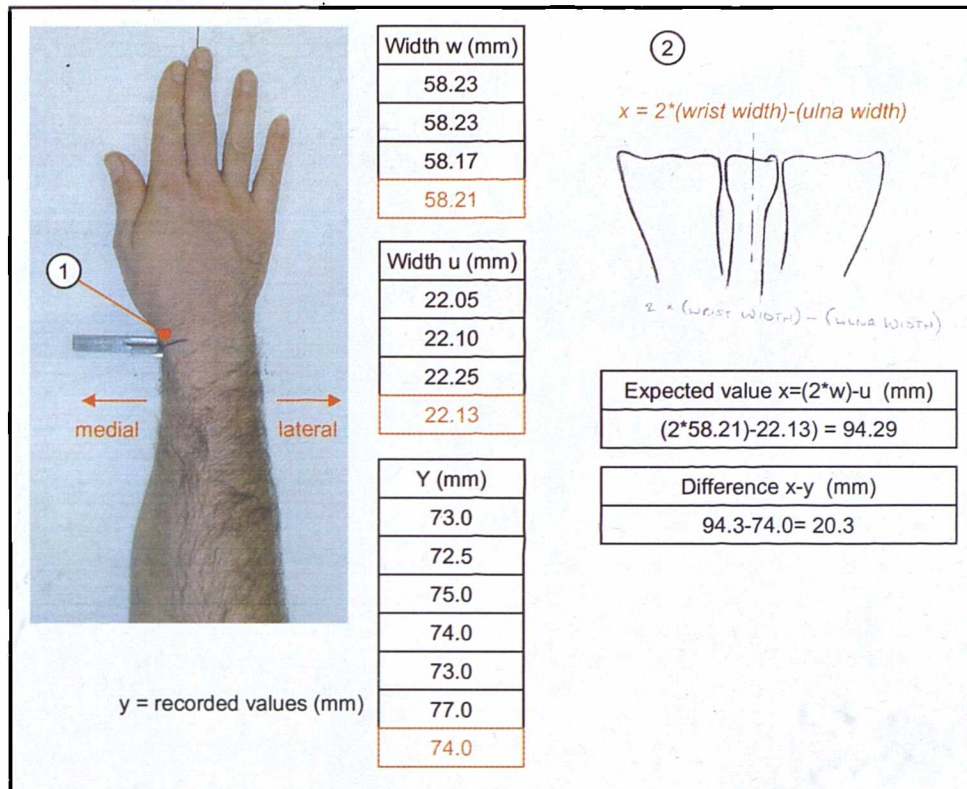 1
medial
lateral
y = recorded values (mm)
Width w (mm)
58.23
58.23
58.17
58.21
Width u (mm)
22.05
22.10
22.25
22.13
Y (mm)
73.0
72.5
75.0
74.0
73.0
77.0
74.0
2
x = 2*(wrist width)-(ulna width)
2 × (WRIST WIDTH) - (ULNA WIDTH)
Expected value x=(2*w)-u (mm)
(2*58.21)-22.13) = 94.29
Difference x-y (mm)
94.3-74.0= 20.3